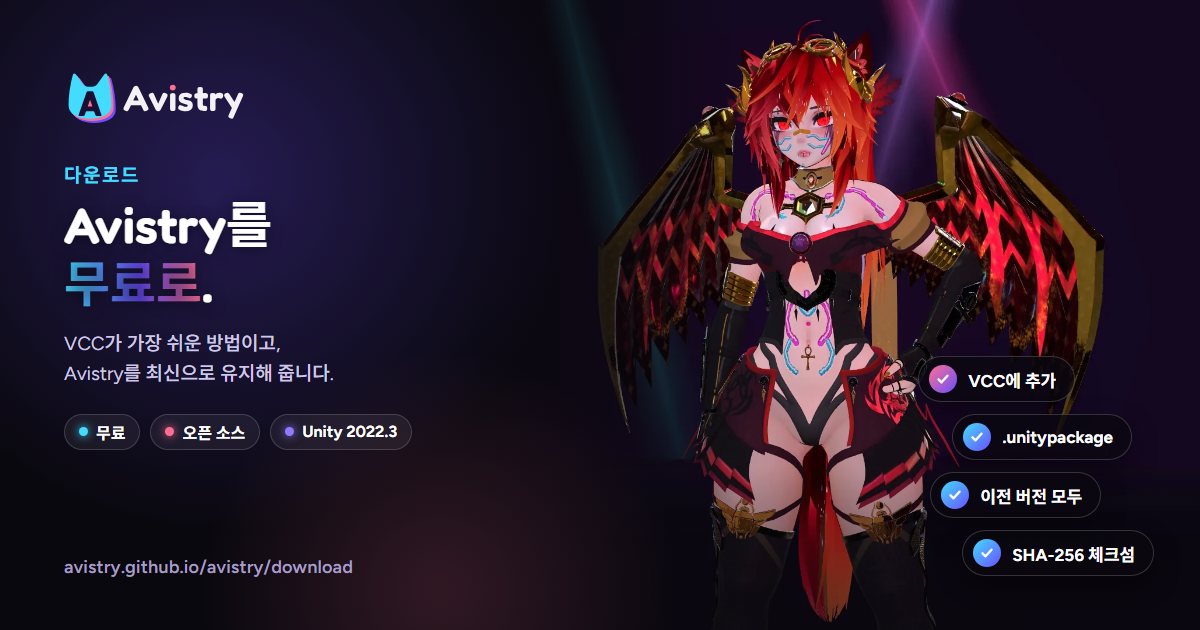 Avistry
다운로드
Avistry를
무료로.
VCC가 가장 쉬운 방법이고,
Avistry를 최신으로 유지해 줍니다.
무료
오픈 소스
Unity 2022.3
VCC에 추가
.unitypackage
이전 버전 모두
SHA-256 체크섬
avistry.github.io/avistry/download